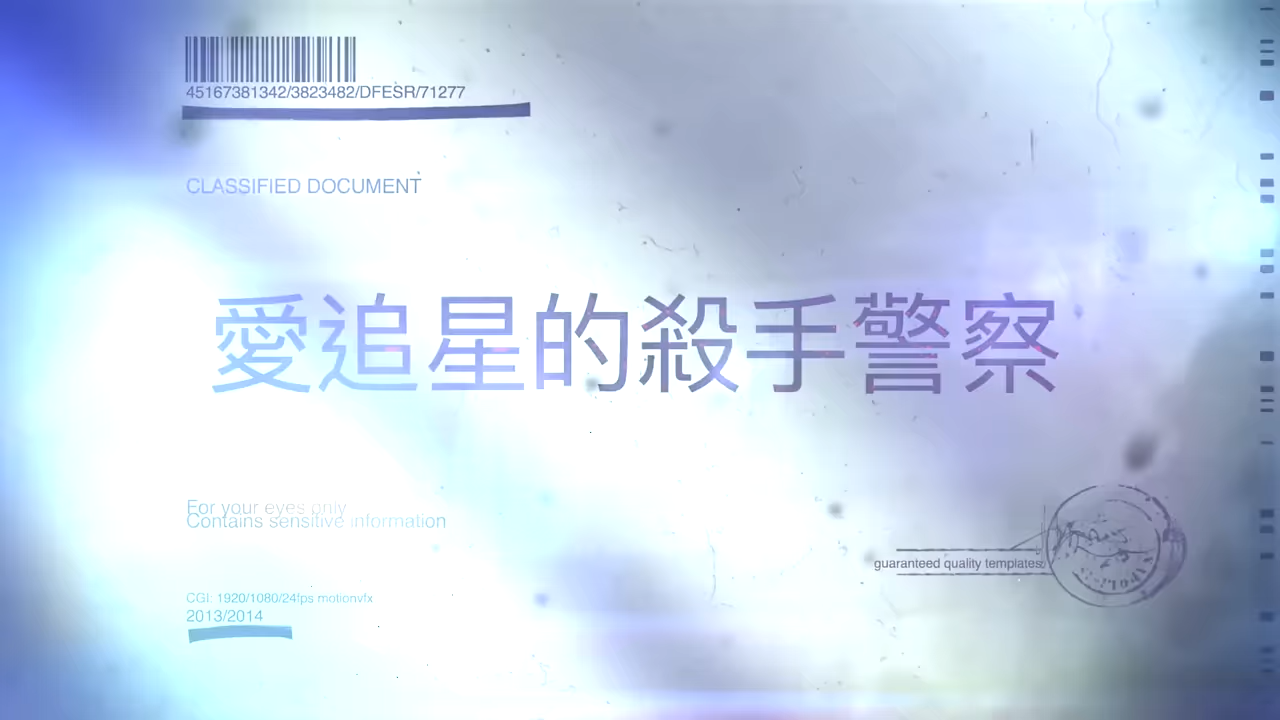 45167381342/3823482/DFESR/71277
CLASSIFIED DOCUMENT
愛追星的殺手警察
For your eyes only
Contains sensitive information
guaranteed quality templates
CGI: 1920/1080/24fps motionvfx
2013/2014